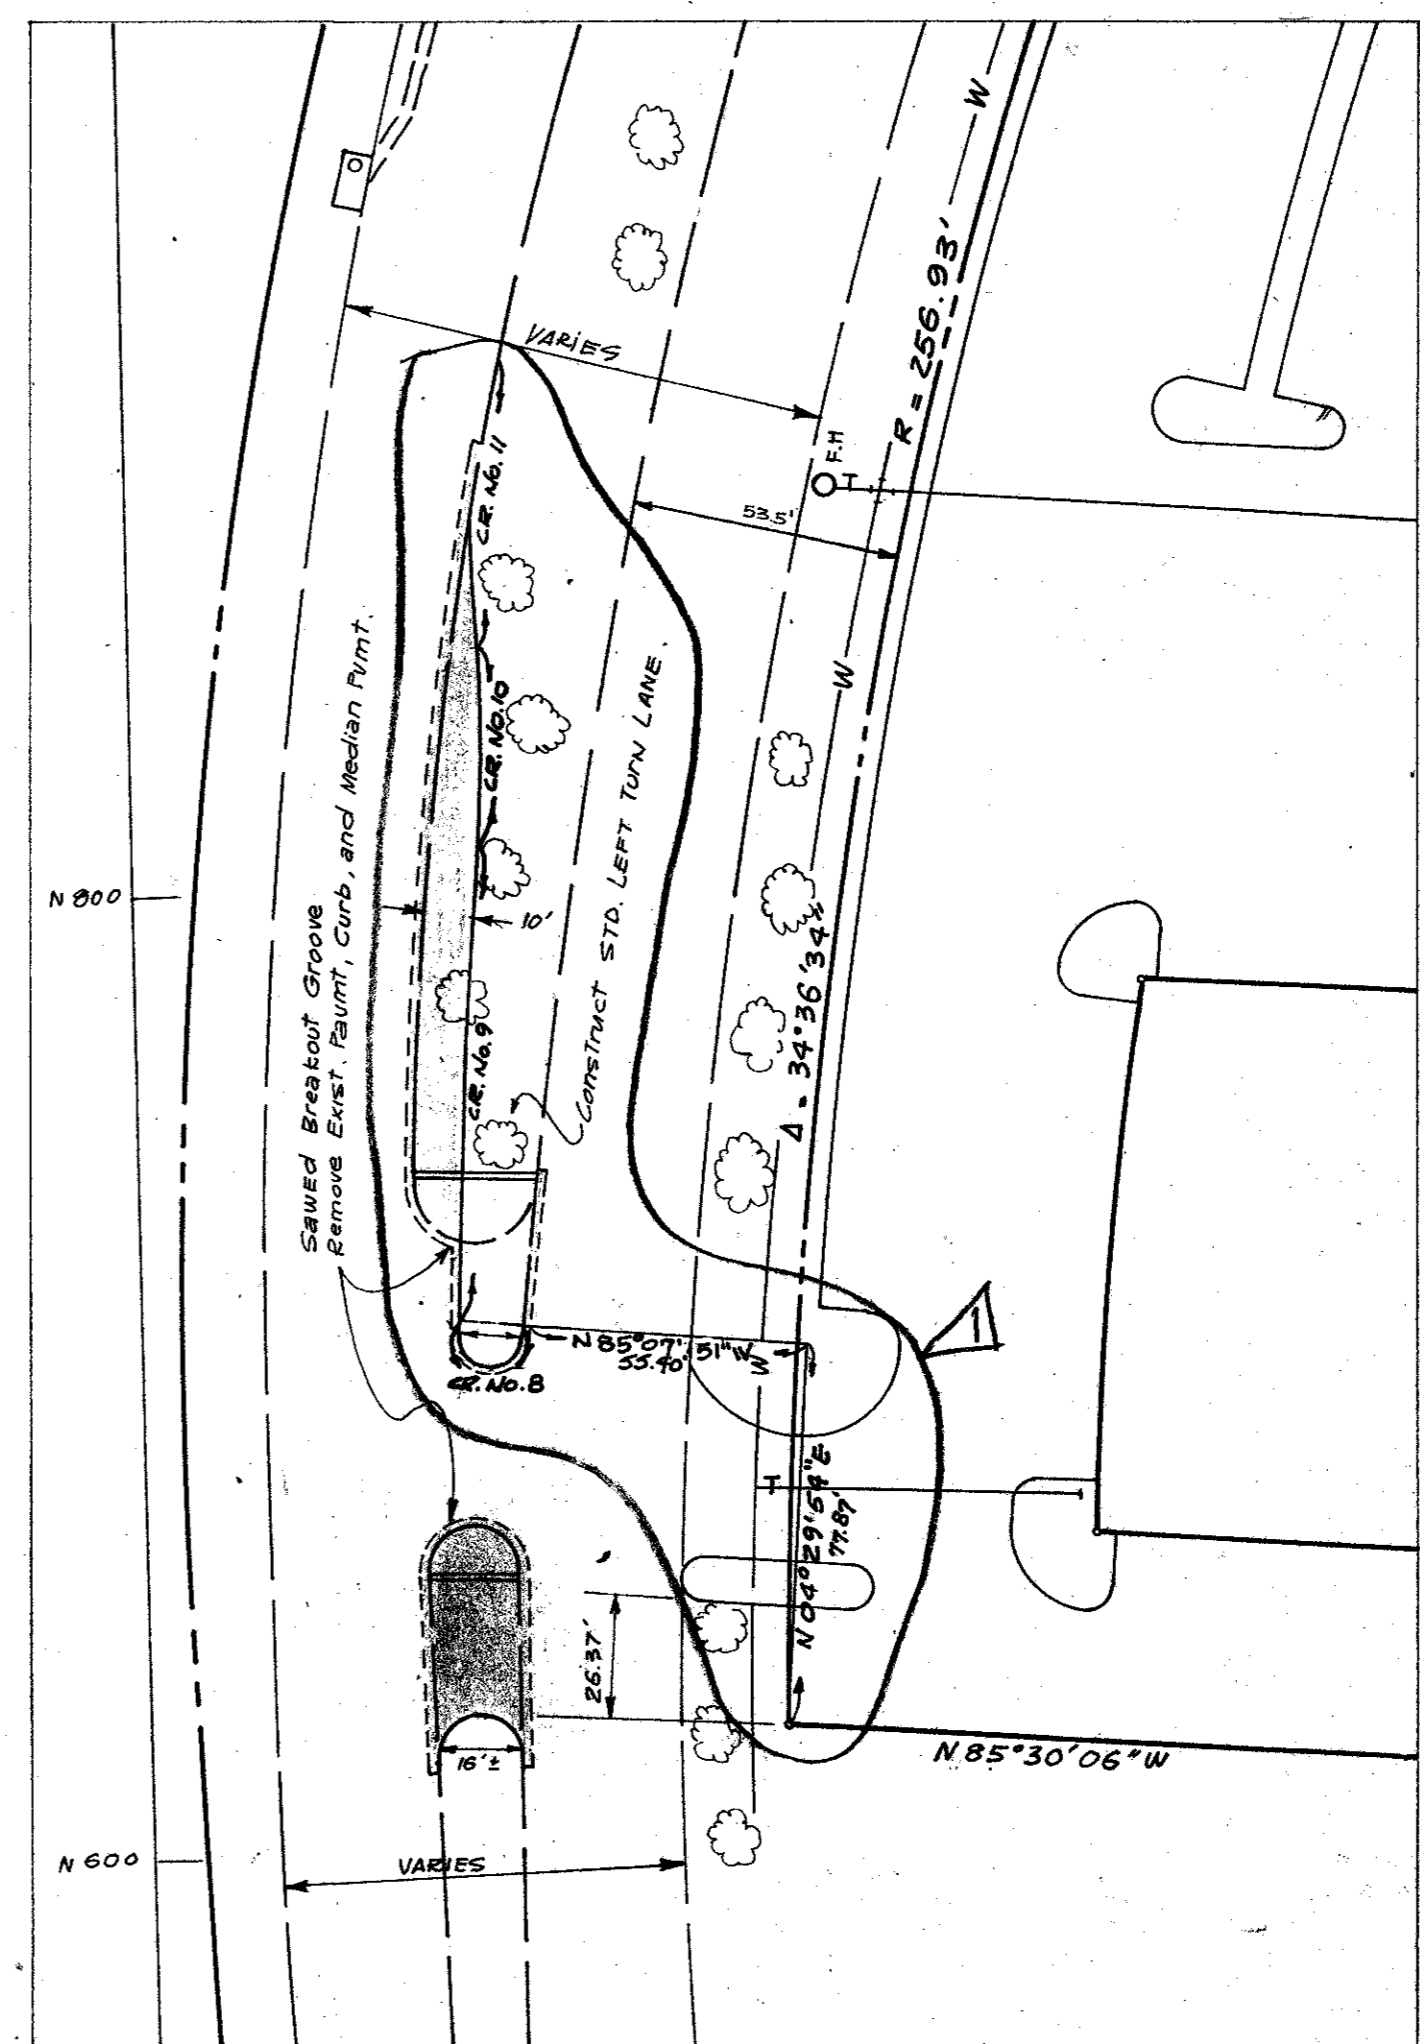 W
VARIES
R = 256.93'
F.H
T
53.5'
CR. No. 11
W
CR. No. 10
Sawed Breakout Groove
Remove Exist. Pavmt, Curb, and Median Pvmt.
Construct STD. LEFT TURN LANE.
N 800
10'
Δ = 34°36'34"
CR. No. 9
1
N 85°07'51"W
55.40'
W
CR. No. 8
T
N 04°29'54"E
77.87'
26.37'
16'±
N 85°30'06"W
N 600
VARIES